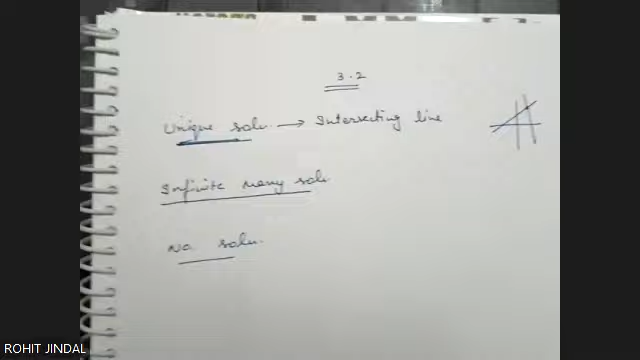 3.2
Unique solu. → Intersecting line
Infinite many solu.
No solu.
ROHIT JINDAL